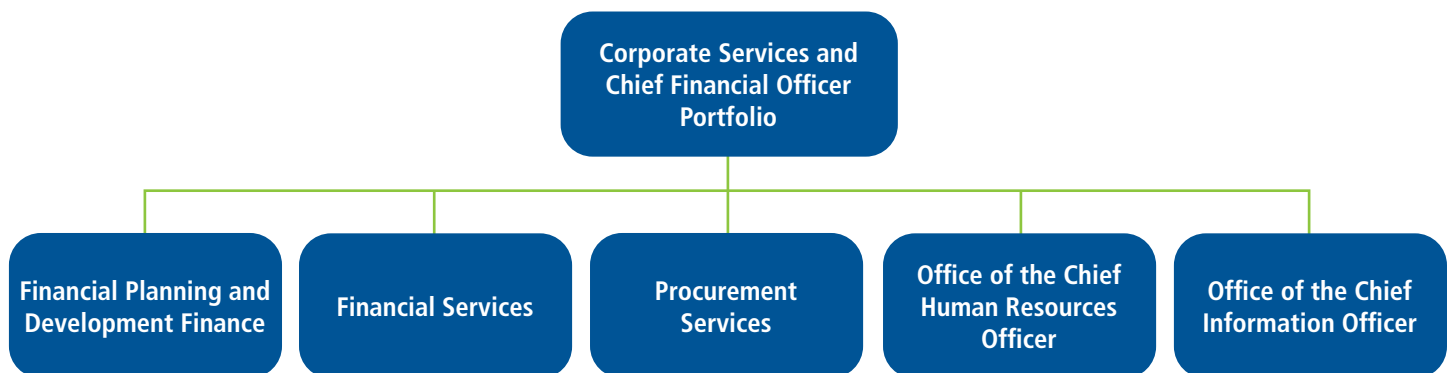 Corporate Services and
Chief Financial Officer
Portfolio
Financial Planning and
Development Finance
Financial Services
Procurement
Services
Office of the Chief
Human Resources
Officer
Office of the Chief
Information Officer